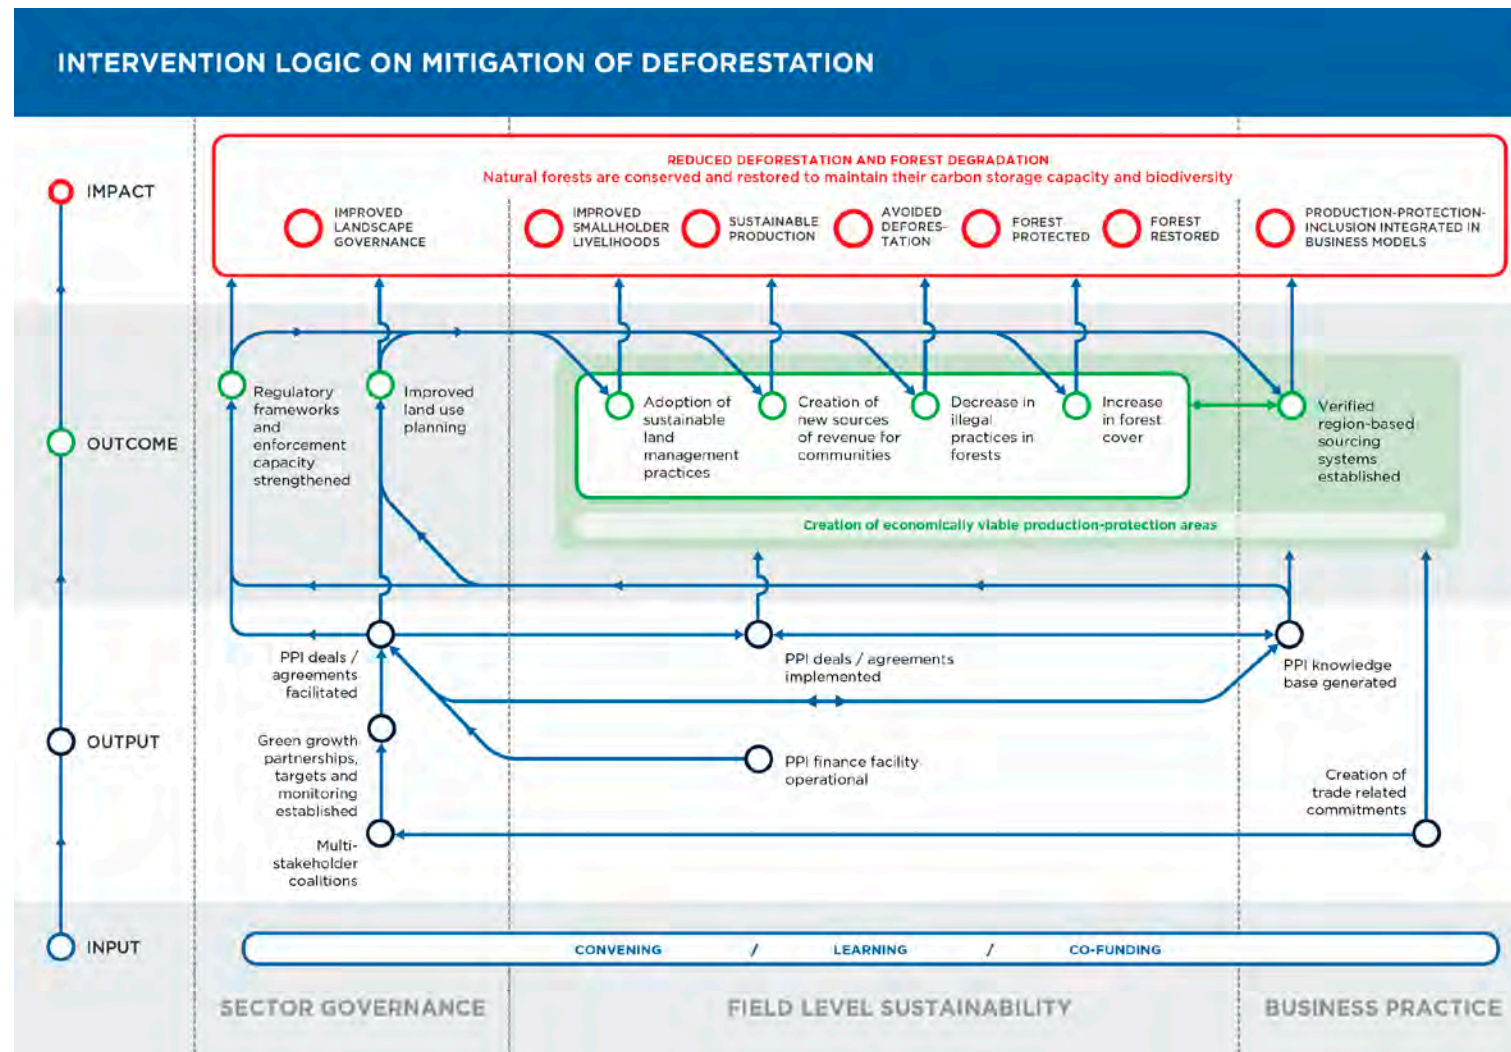 INTERVENTION LOGIC ON MITIGATION OF DEFORESTATION
IMPACT
REDUCED DEFORESTATION AND FOREST DEGRADATION
Natural forests are conserved and restored to maintain their carbon storage capacity and biodiversity
IMPROVED
LANDSCAPE
GOVERNANCE
IMPROVED
SMALLHOLDER
LIVELIHOODS
SUSTAINABLE
PRODUCTION
AVOIDED
DEFORES-
TATION
FOREST
PROTECTED
FOREST
RESTORED
PRODUCTION-PROTECTION-
INCLUSION INTEGRATED IN
BUSINESS MODELS
OUTCOME
Regulatory
frameworks
and
enforcement
capacity
strengthened
Improved
land use
planning
Adoption of
sustainable
land
management
practices
Creation of
new sources
of revenue for
communities
Decrease in
illegal
practices in
forests
Increase
in forest
cover
Verified
region-based
sourcing
systems
established
Creation of economically viable production-protection areas
OUTPUT
PPI deals /
agreements
facilitated
PPI deals / agreements
implemented
PPI knowledge
base generated
Green growth
partnerships,
targets and
monitoring
established
PPI finance facility
operational
Creation of
trade related
commitments
Multi-
stakeholder
coalitions
INPUT
CONVENING / LEARNING / CO-FUNDING
SECTOR GOVERNANCE
FIELD LEVEL SUSTAINABILITY
BUSINESS PRACTICE